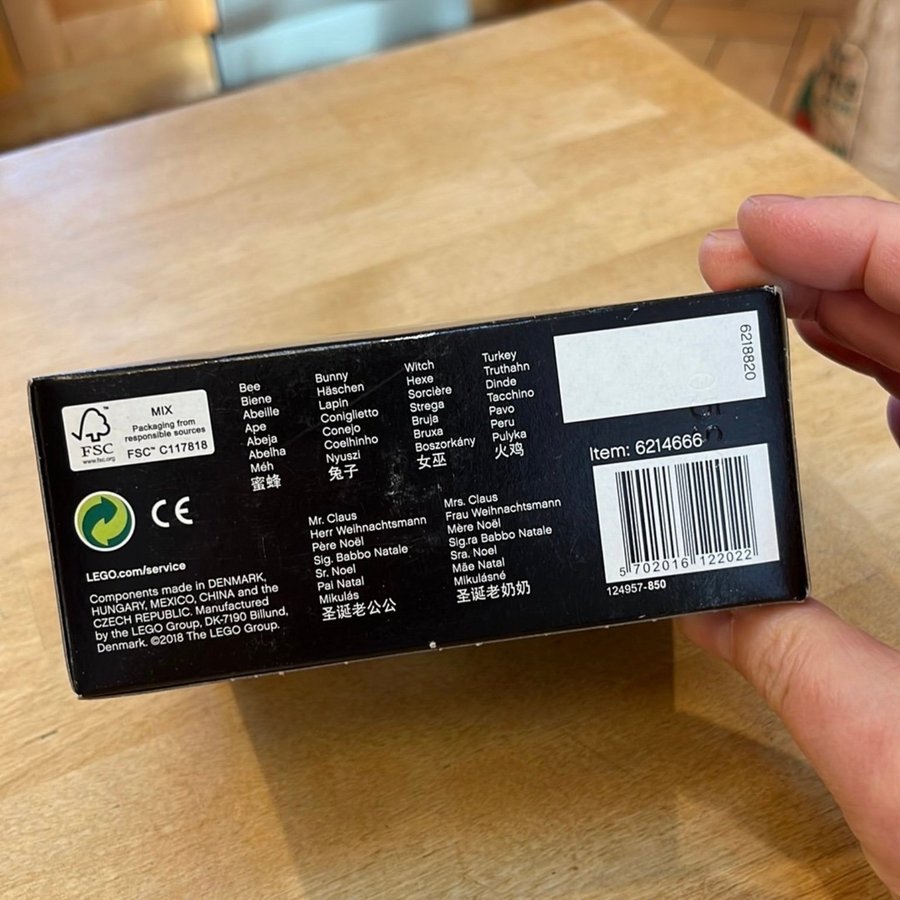 FSC™
www.fsc.org
MIX
Packaging from
responsible sources
FSC™ C117818
Bee
Biene
Abeille
Ape
Abeja
Abelha
Méh
蜜蜂
Bunny
Häschen
Lapin
Coniglietto
Conejo
Coelhinho
Nyuszi
兔子
Witch
Hexe
Sorcière
Strega
Bruja
Bruxa
Boszorkány
女巫
Turkey
Truthahn
Dinde
Tacchino
Pavo
Peru
Pulyka
火鸡
6218820
CE
LEGO.com/service
Components made in DENMARK,
HUNGARY, MEXICO, CHINA and the
CZECH REPUBLIC. Manufactured
by the LEGO Group, DK-7190 Billund,
Denmark. ©2018 The LEGO Group.
Mr. Claus
Herr Weihnachtsmann
Père Noël
Sig. Babbo Natale
Sr. Noel
Pai Natal
Mikulás
圣诞老公公
Mrs. Claus
Frau Weihnachtsmann
Mère Noël
Sig.ra Babbo Natale
Sra. Noel
Mãe Natal
Mikulásné
圣诞老奶奶
Item: 6214666
5 702016 122022
124957-850